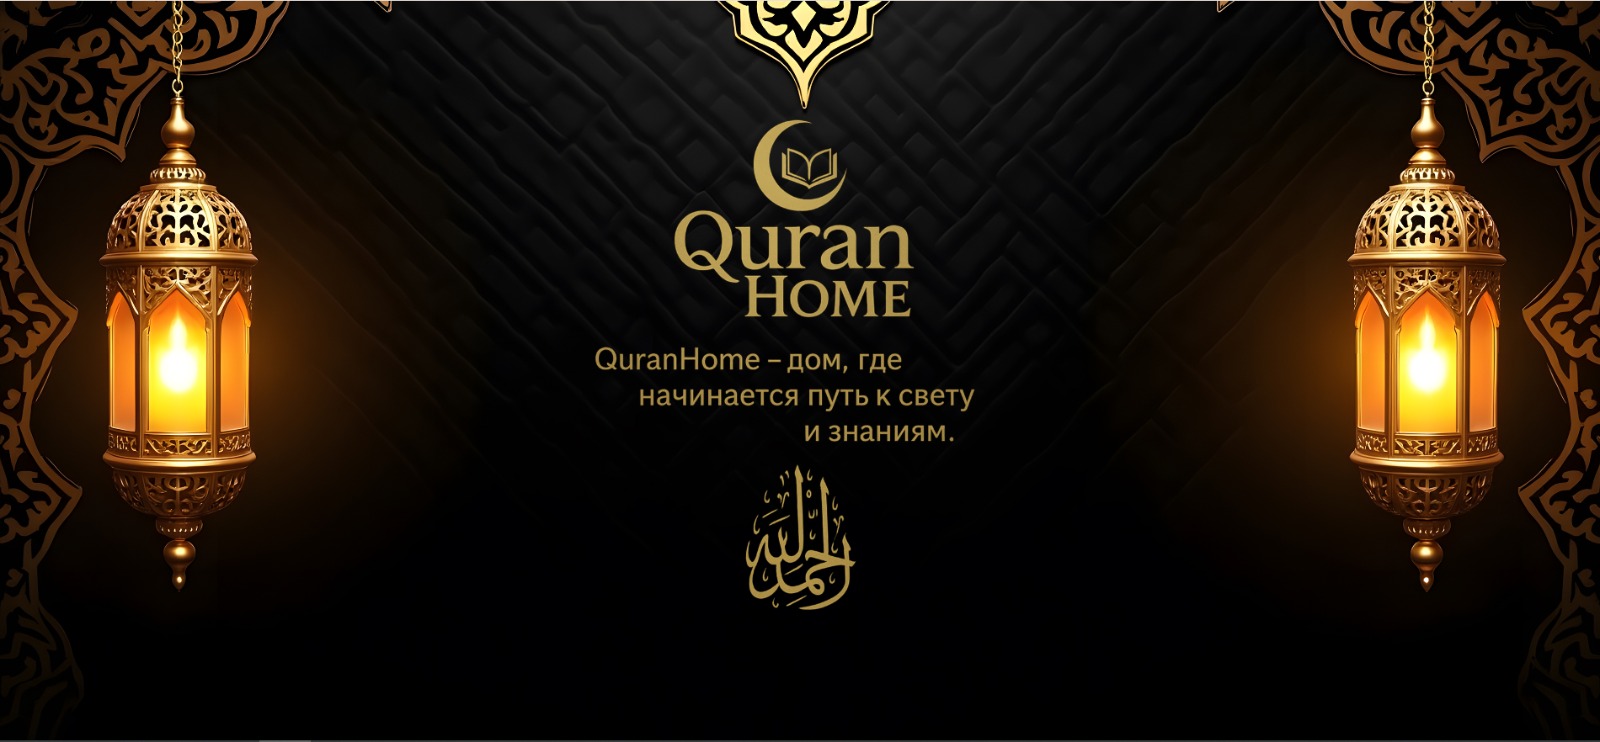 Quran
HOME
QuranHome – дом, где
начинается путь к свету
и знаниям.
الحمد لله